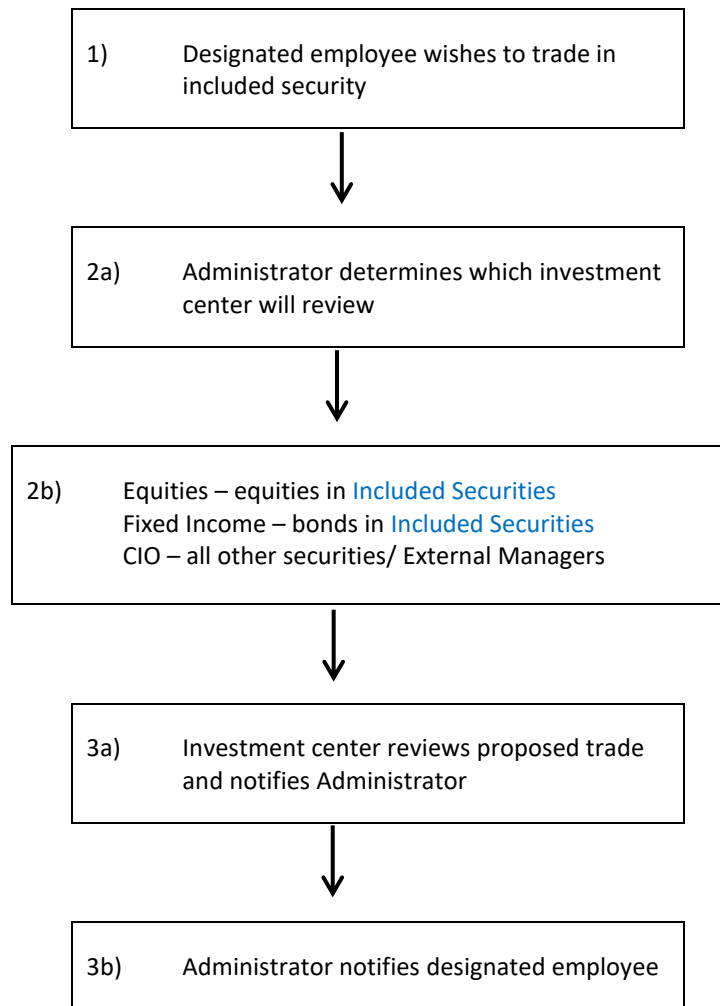 1) Designated employee wishes to trade in
included security
2a) Administrator determines which investment
center will review
2b) Equities – equities in Included Securities
Fixed Income – bonds in Included Securities
CIO – all other securities/ External Managers
3a) Investment center reviews proposed trade
and notifies Administrator
3b) Administrator notifies designated employee